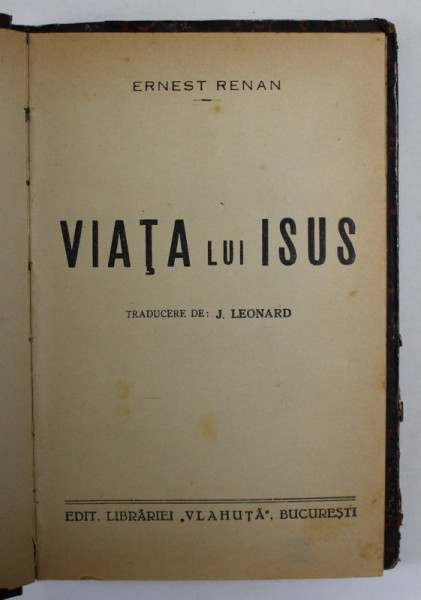 ERNEST RENAN
VIAŢA LUI ISUS
TRADUCERE DE: J. LEONARD
EDIT. LIBRĂRIEI „VLAHUŢĂ”, BUCUREŞTI